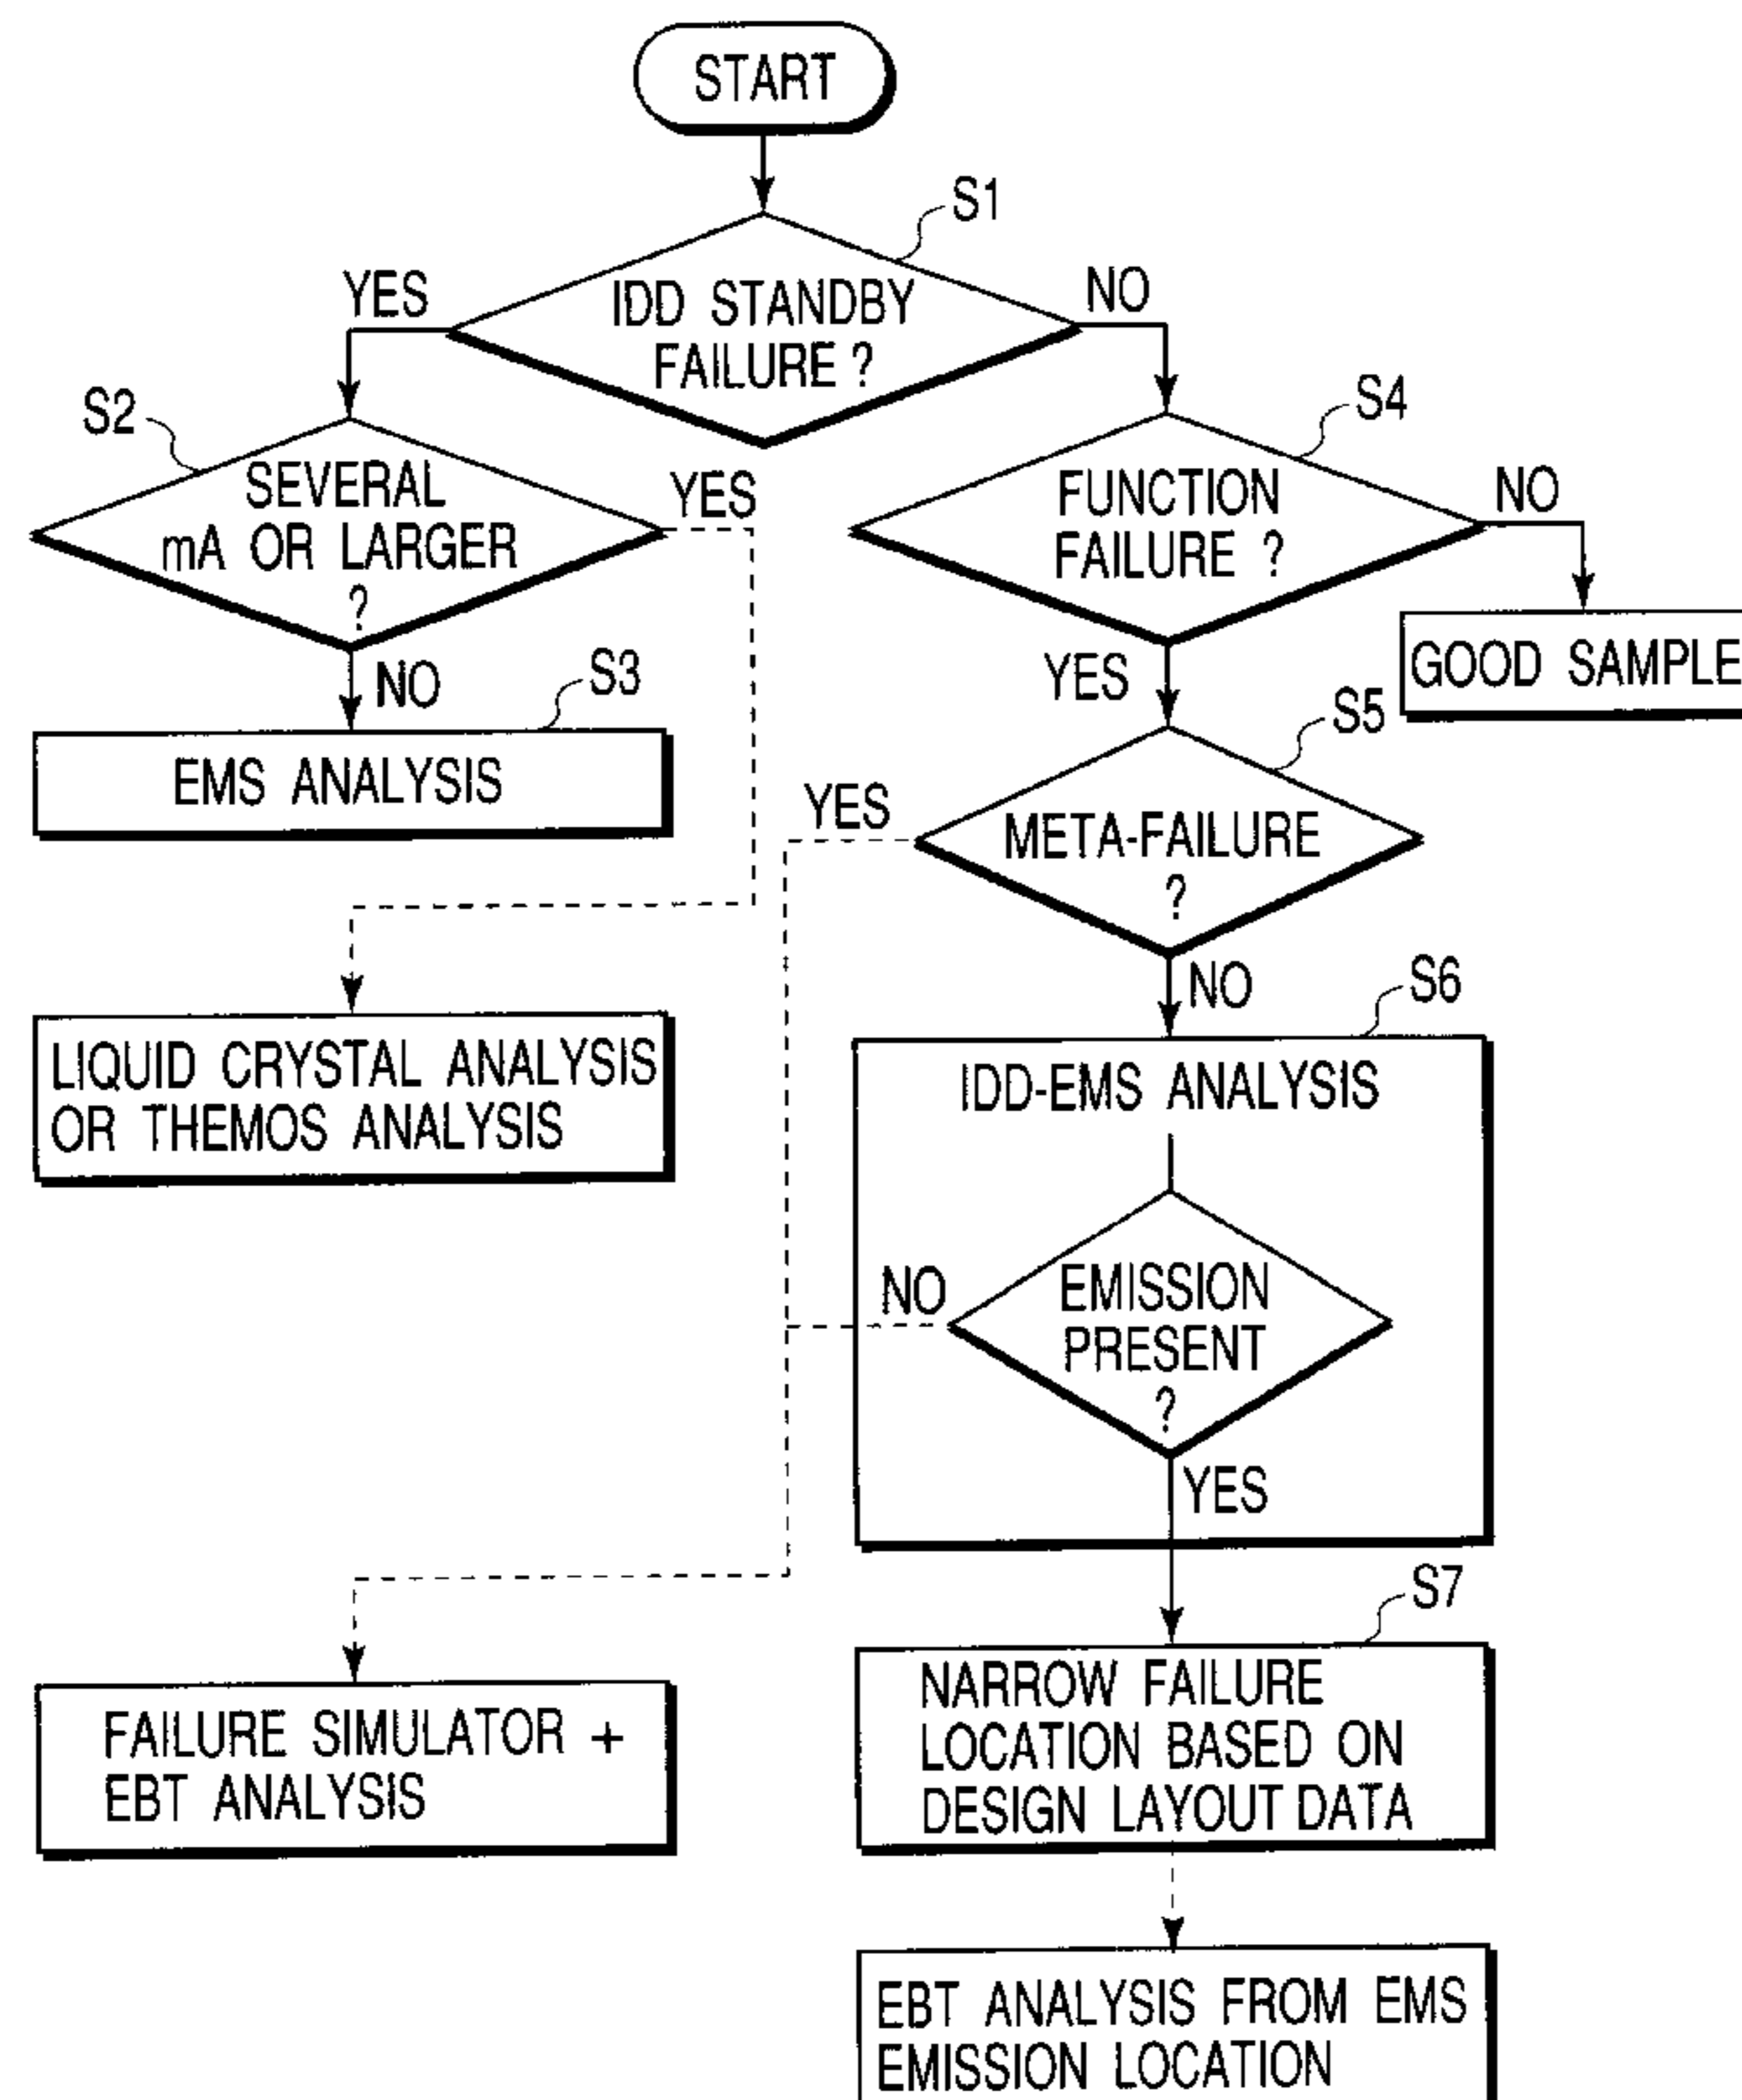 START
S1
YES
IDD STANDBY
FAILURE ?
NO
S2
SEVERAL
mA OR LARGER
?
YES
NO
S3
EMS ANALYSIS
LIQUID CRYSTAL ANALYSIS
OR THEMOS ANALYSIS
S4
FUNCTION
FAILURE ?
NO
GOOD SAMPLE
YES
S5
YES
META-FAILURE
?
NO
S6
IDD-EMS ANALYSIS
NO
EMISSION
PRESENT
?
YES
FAILURE SIMULATOR +
EBT ANALYSIS
S7
NARROW FAILURE
LOCATION BASED ON
DESIGN LAYOUT DATA
EBT ANALYSIS FROM EMS
EMISSION LOCATION